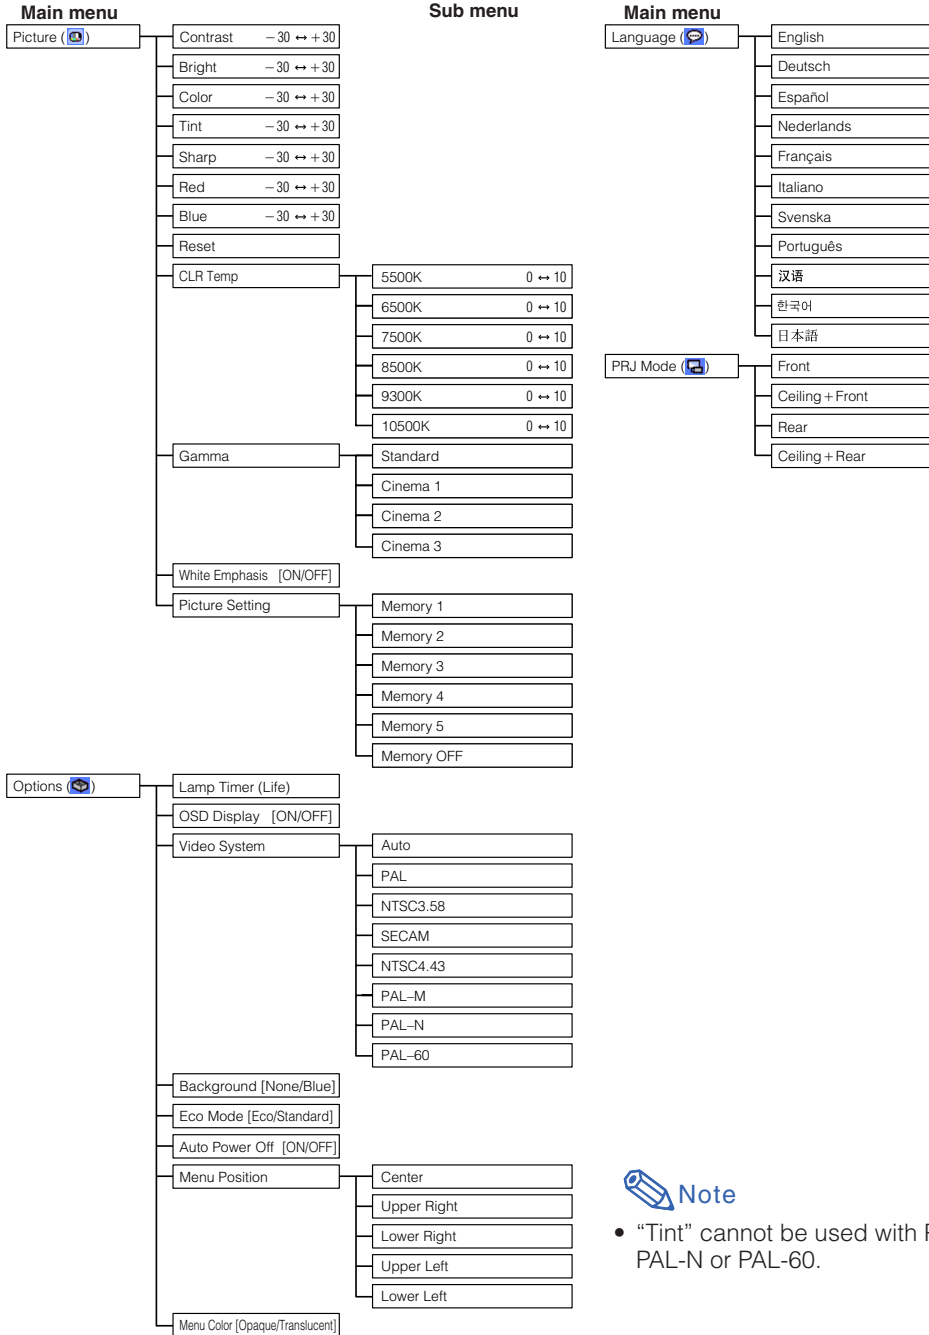 Main menu
Sub menu
Picture ( )
Contrast －30 ↔ ＋30
Bright －30 ↔ ＋30
Color －30 ↔ ＋30
Tint －30 ↔ ＋30
Sharp －30 ↔ ＋30
Red －30 ↔ ＋30
Blue －30 ↔ ＋30
Reset
CLR Temp
5500K 0 ↔ 10
6500K 0 ↔ 10
7500K 0 ↔ 10
8500K 0 ↔ 10
9300K 0 ↔ 10
10500K 0 ↔ 10
Gamma
Standard
Cinema 1
Cinema 2
Cinema 3
White Emphasis [ON/OFF]
Picture Setting
Memory 1
Memory 2
Memory 3
Memory 4
Memory 5
Memory OFF
Options ( )
Lamp Timer (Life)
OSD Display [ON/OFF]
Video System
Auto
PAL
NTSC3.58
SECAM
NTSC4.43
PAL–M
PAL–N
PAL–60
Background [None/Blue]
Eco Mode [Eco/Standard]
Auto Power Off [ON/OFF]
Menu Position
Center
Upper Right
Lower Right
Upper Left
Lower Left
Menu Color [Opaque/Translucent]
Main menu
Language ( )
English
Deutsch
Español
Nederlands
Français
Italiano
Svenska
Português
汉语
한국어
日本語
PRJ Mode ( )
Front
Ceiling＋Front
Rear
Ceiling＋Rear
Note
• “Tint” cannot be used with
PAL-N or PAL-60.